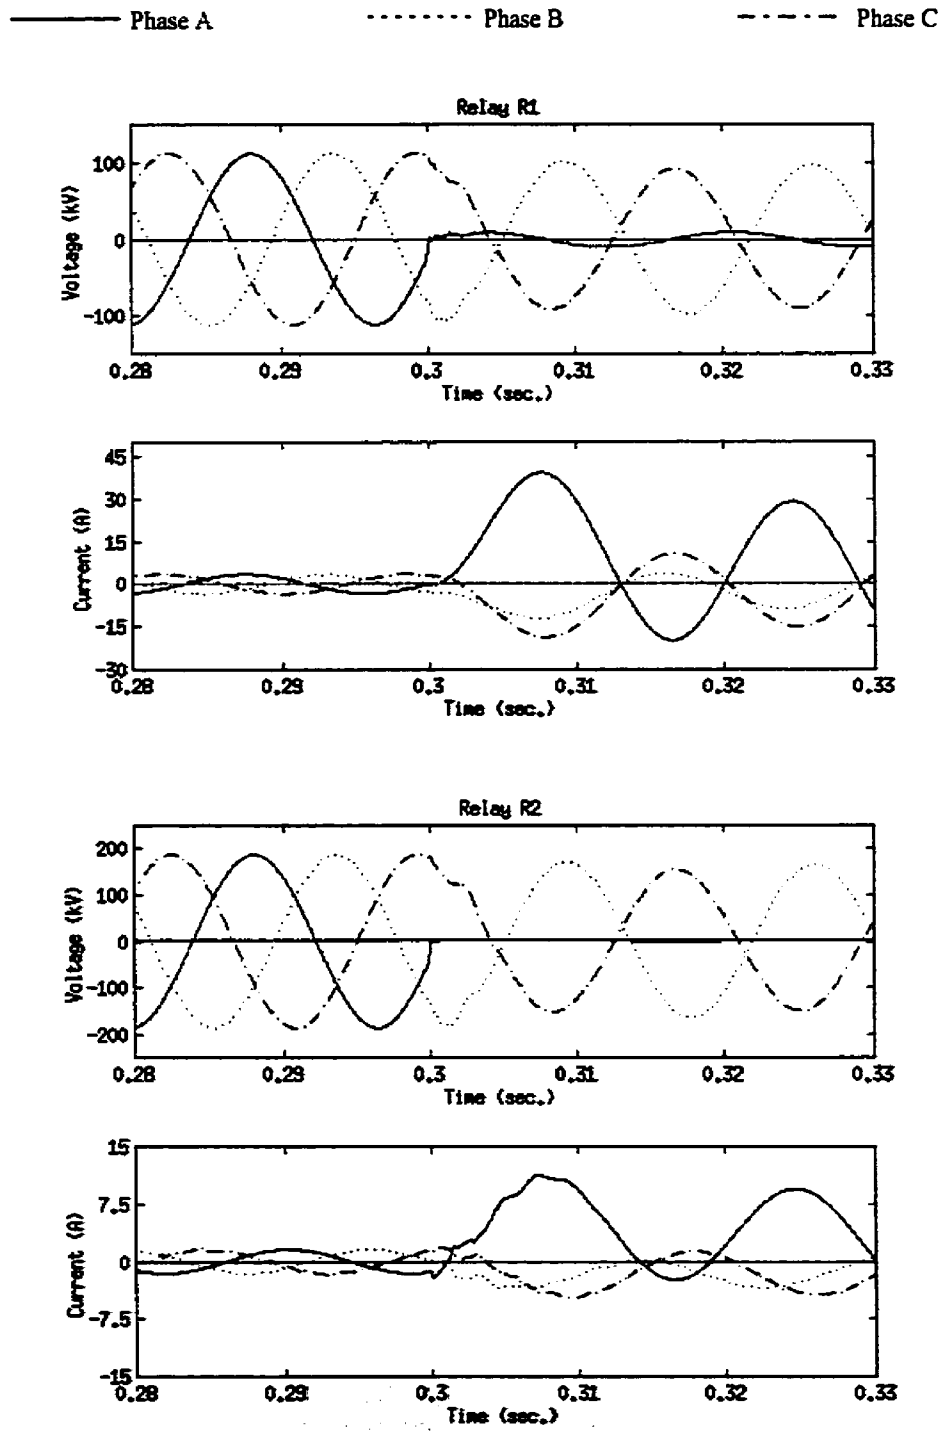 Phase A Phase B Phase C
Relay R1
Voltage (kV)
100
0
-100
0.28 0.29 0.3 0.31 0.32 0.33
Time (sec.)
Current (A)
45
30
15
0
-15
-30
0.28 0.29 0.3 0.31 0.32 0.33
Time (sec.)
Relay R2
Voltage (kV)
200
100
0
-100
-200
0.28 0.29 0.3 0.31 0.32 0.33
Time (sec.)
Current (A)
15
7.5
0
-7.5
-15
0.28 0.29 0.3 0.31 0.32 0.33
Time (sec.)